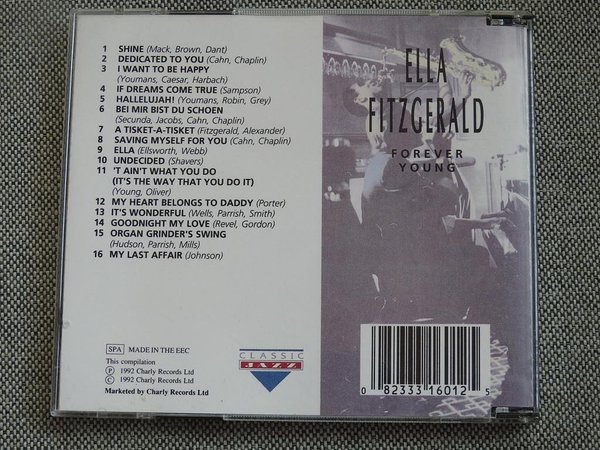 1 SHINE (Mack, Brown, Dant)
2 DEDICATED TO YOU (Cahn, Chaplin)
3 I WANT TO BE HAPPY
(Youmans, Caesar, Harbach)
4 IF DREAMS COME TRUE (Sampson)
5 HALLELUJAH! (Youmans, Robin, Grey)
6 BEI MIR BIST DU SCHOEN
(Secunda, Jacobs, Cahn, Chaplin)
7 A TISKET-A-TISKET (Fitzgerald, Alexander)
8 SAVING MYSELF FOR YOU (Cahn, Chaplin)
9 ELLA (Ellsworth, Webb)
10 UNDECIDED (Shavers)
11 'T AIN'T WHAT YOU DO
(IT'S THE WAY THAT YOU DO IT)
(Young, Oliver)
12 MY HEART BELONGS TO DADDY (Porter)
13 IT'S WONDERFUL (Wells, Parrish, Smith)
14 GOODNIGHT MY LOVE (Revel, Gordon)
15 ORGAN GRINDER'S SWING
(Hudson, Parrish, Mills)
16 MY LAST AFFAIR (Johnson)
SPA MADE IN THE EEC
This compilation
Ⓟ 1992 Charly Records Ltd
© 1992 Charly Records Ltd
Marketed by Charly Records Ltd
CLASSIC
JAZZ
ELLA
FITZGERALD
FOREVER
YOUNG
0 82333 16012 5